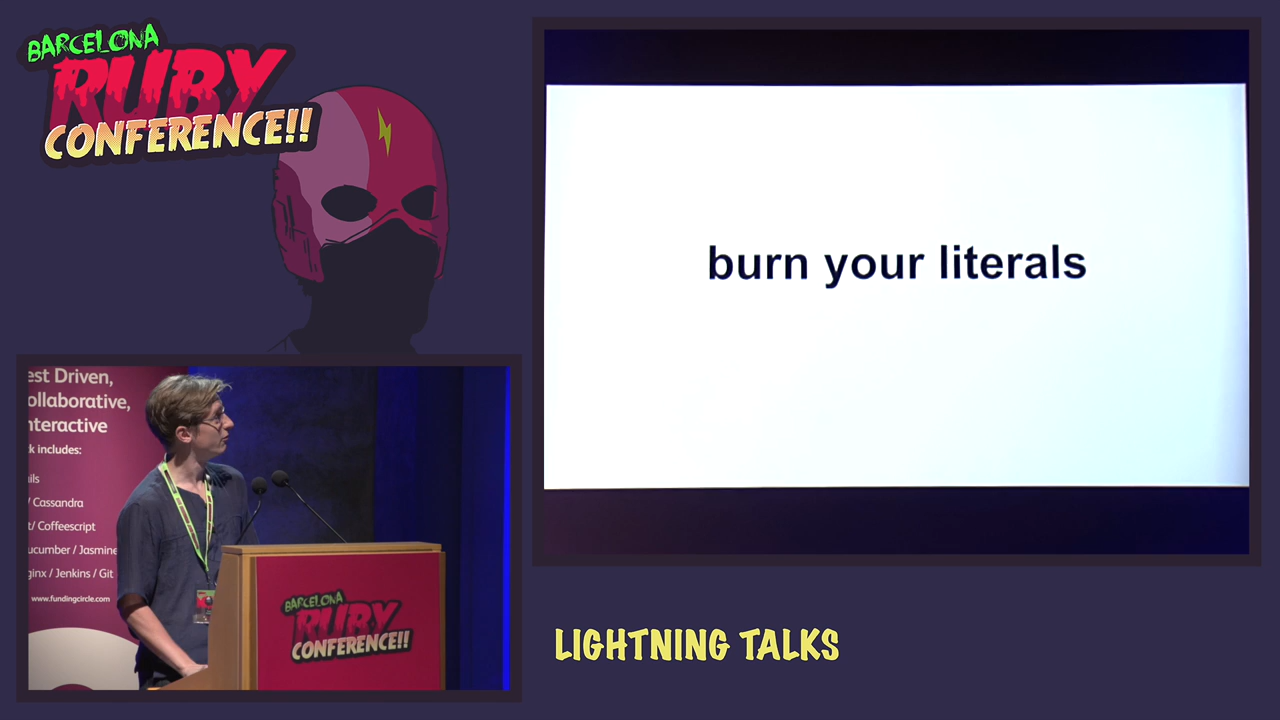 BARCELONA
RUBY
CONFERENCE!!
burn your literals
est Driven,
ollaborative,
nteractive
k includes:
ils
/ Cassandra
t/ Coffeescript
ucumber / Jasmine
ginx / Jenkins / Git
www.fundingcircle.com
BARCELONA
RUBY
CONFERENCE!!
LIGHTNING TALKS